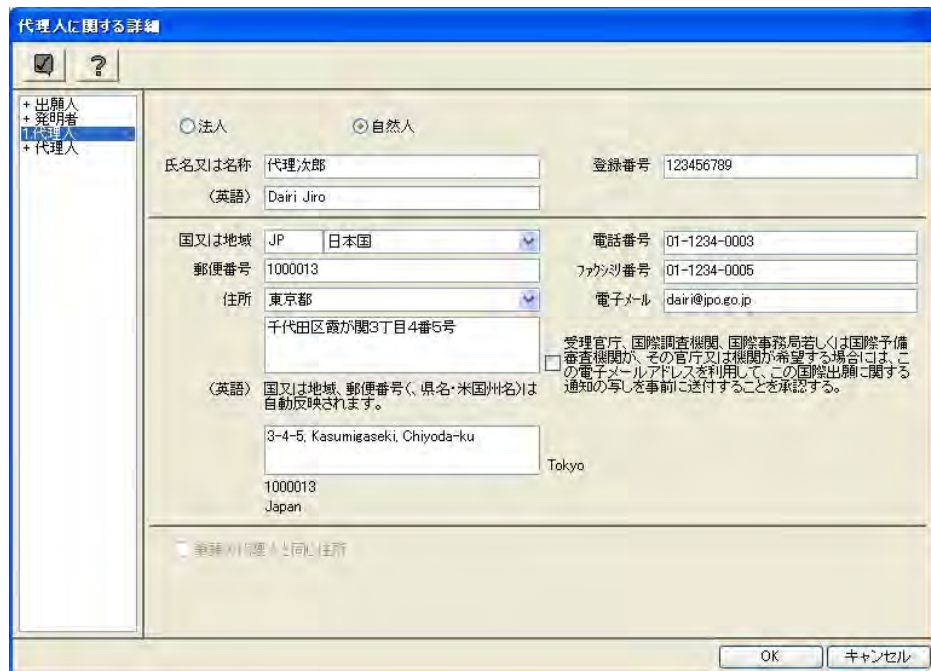 代理人に関する詳細
?
+ 出願人
+ 発明者
1.代理人
+ 代理人
法人 自然人
氏名又は名称 代理次郎 登録番号 123456789
(英語) Dairi Jiro
国又は地域 JP 日本国 電話番号 01-1234-0003
郵便番号 1000013 ファクシミリ番号 01-1234-0005
住所 東京都 電子メール dairi@jpo.go.jp
千代田区霞が関3丁目4番5号
受理官庁、国際調査機関、国際事務局若しくは国際予備
審査機関が、その官庁又は機関が希望する場合には、こ
の電子メールアドレスを利用して、この国際出願に関する
通知の写しを事前に送付することを承認する。
(英語) 国又は地域、郵便番号(、県名・米国州名)は
自動反映されます。
3-4-5, Kasumigaseki, Chiyoda-ku
Tokyo
1000013
Japan
筆頭の代理人と同じ住所
OK キャンセル